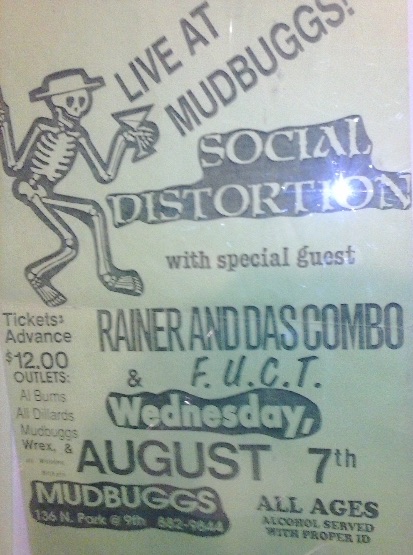 LIVE AT
MUDBUGGS!
SOCIAL
DISTORTION
with special guest
RAINER AND DAS COMBO
& F.U.C.T.
Tickets:
Advance
$12.00
OUTLETS:
Al Bums
All Dillards
Mudbuggs
Wrex, &
Wednesday,
AUGUST 7th
MUDBUGGS
136 N. Park @ 9th 882-9844
ALL AGES
ALCOHOL SERVED
WITH PROPER ID